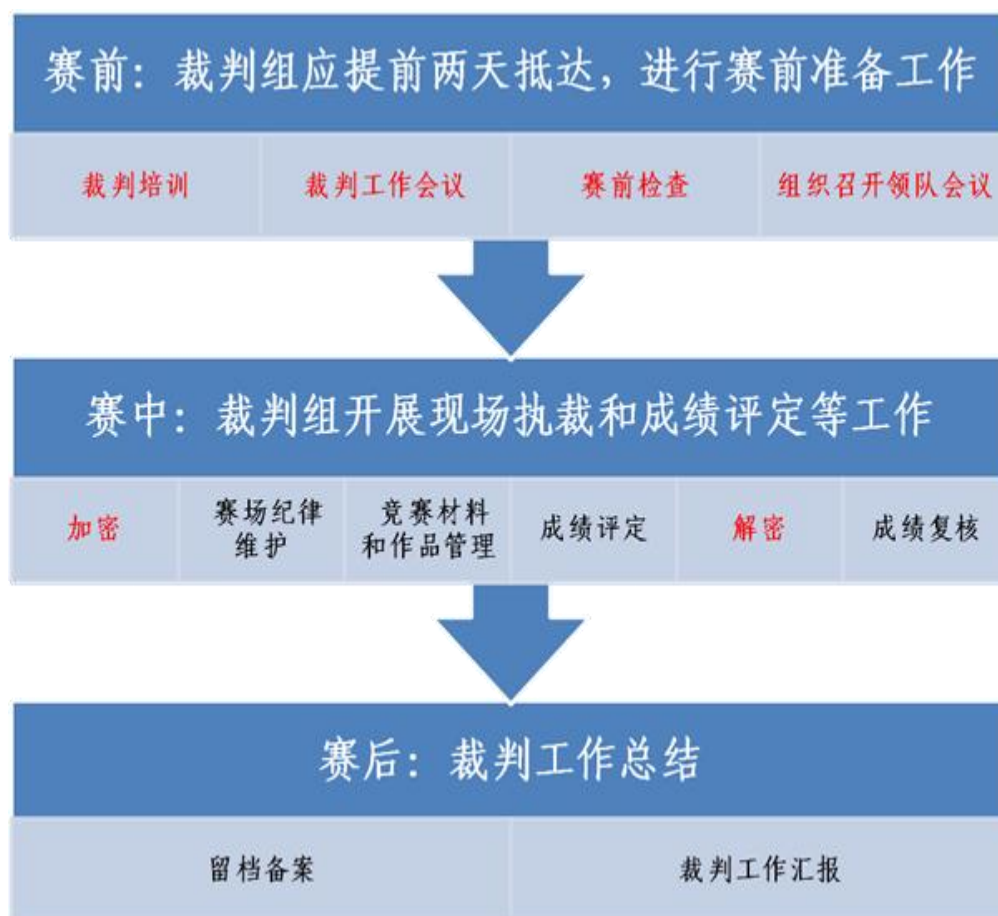 赛前：裁判组应提前两天抵达，进行赛前准备工作
裁判培训
裁判工作会议
赛前检查
组织召开领队会议
赛中：裁判组开展现场执裁和成绩评定等工作
加密
赛场纪律
维护
竞赛材料
和作品管理
成绩评定
解密
成绩复核
赛后：裁判工作总结
留档备案
裁判工作汇报